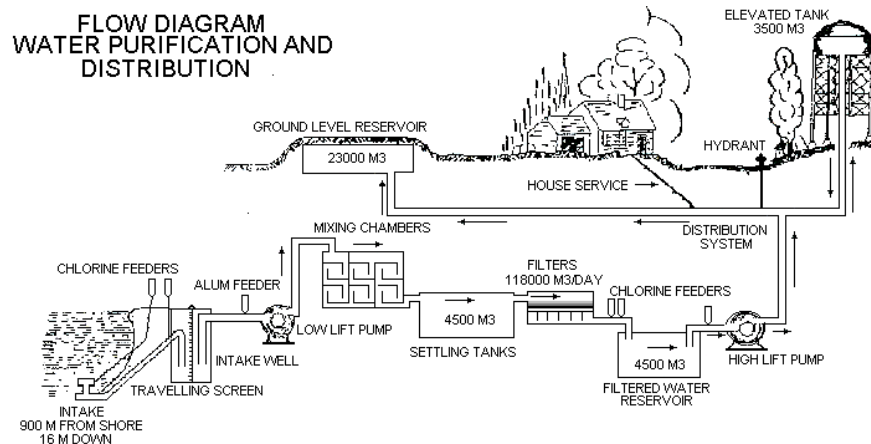 FLOW DIAGRAM
WATER PURIFICATION AND
DISTRIBUTION
ELEVATED TANK
3500 M3
GROUND LEVEL RESERVOIR
23000 M3
HYDRANT
HOUSE SERVICE
MIXING CHAMBERS
DISTRIBUTION
SYSTEM
CHLORINE FEEDERS
ALUM FEEDER
FILTERS
118000 M3/DAY
CHLORINE FEEDERS
LOW LIFT PUMP
4500 M3
SETTLING TANKS
INTAKE WELL
TRAVELLING SCREEN
4500 M3
HIGH LIFT PUMP
FILTERED WATER
RESERVOIR
INTAKE
900 M FROM SHORE
16 M DOWN